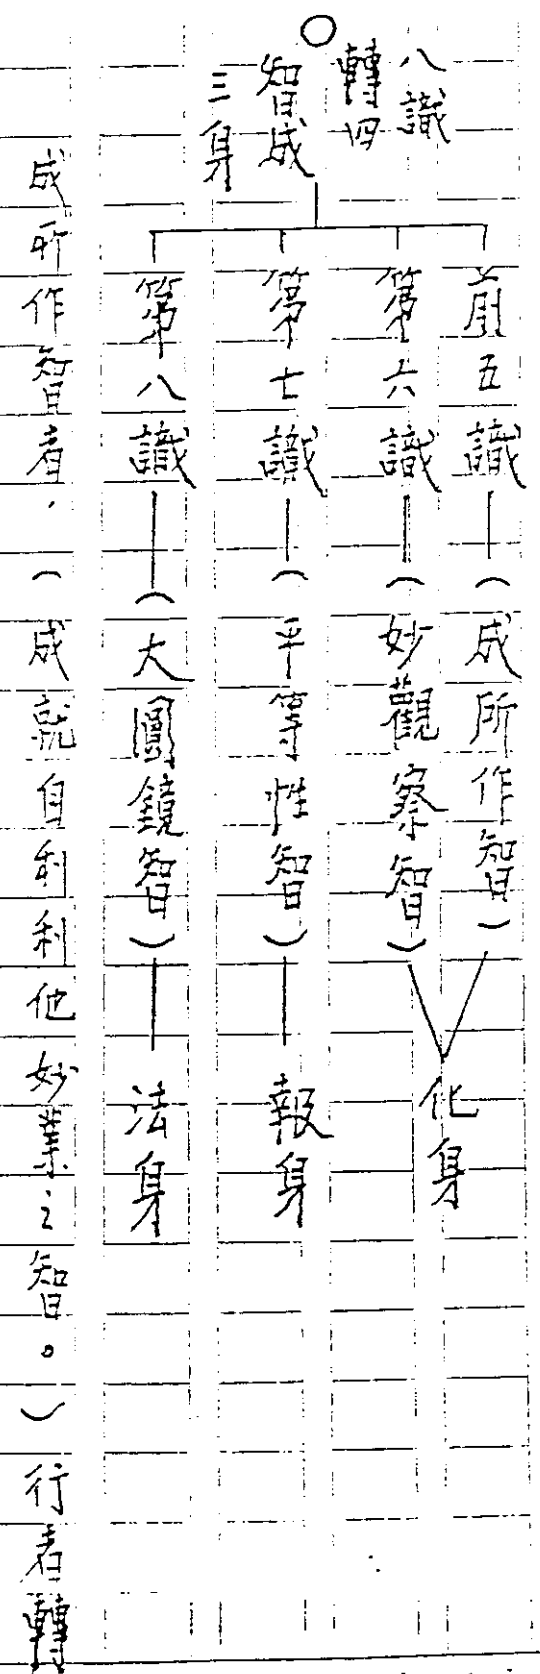 ○
八識
轉四
智成
三身
前五識—(成所作智)
第六識—(妙觀察智)
化身
第七識—(平等性智)—報身
第八識—(大圓鏡智)—法身
成所作智者,(成就自利利他妙業之智。)行者轉